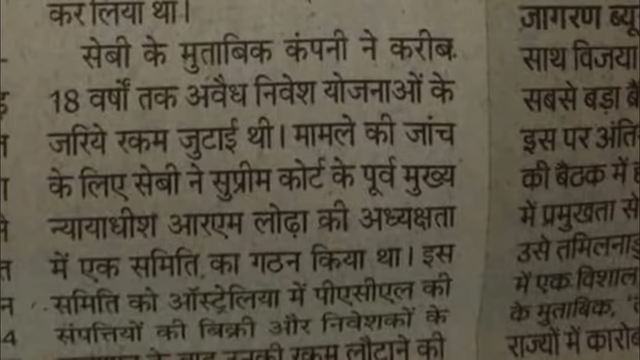 कर लिया था।
सेबी के मुताबिक कंपनी ने करीब
18 वर्षों तक अवैध निवेश योजनाओं के
जरिये रकम जुटाई थी। मामले की जांच
के लिए सेबी ने सुप्रीम कोर्ट के पूर्व मुख्य
न्यायाधीश आरएम लोढ़ा की अध्यक्षता
में एक समिति का गठन किया था। इस
समिति को ऑस्ट्रेलिया में पीएसीएल की
संपत्तियों की बिक्री और निवेशकों के
रकम लौटाने की
जागरण ब्यू
साथ विजया
सबसे बड़ा बै
इस पर अंति
की बैठक में ह
में प्रमुखता से
उसे तमिलनाडु
में एक विशाल
के मुताबिक,
राज्यों में कारो